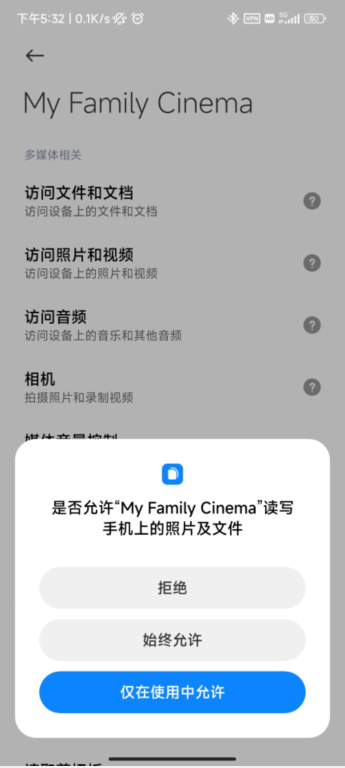 下午5:32 | 0.1K/s
VPN HD 5G 50
My Family Cinema
多媒体相关
访问文件和文档
访问设备上的文件和文档
访问照片和视频
访问设备上的照片和视频
访问音频
访问设备上的音乐和其他音频
相机
拍摄照片和录制视频
媒体音量控制
是否允许“My Family Cinema”读写
手机上的照片及文件
拒绝
始终允许
仅在使用中允许
读取剪切板